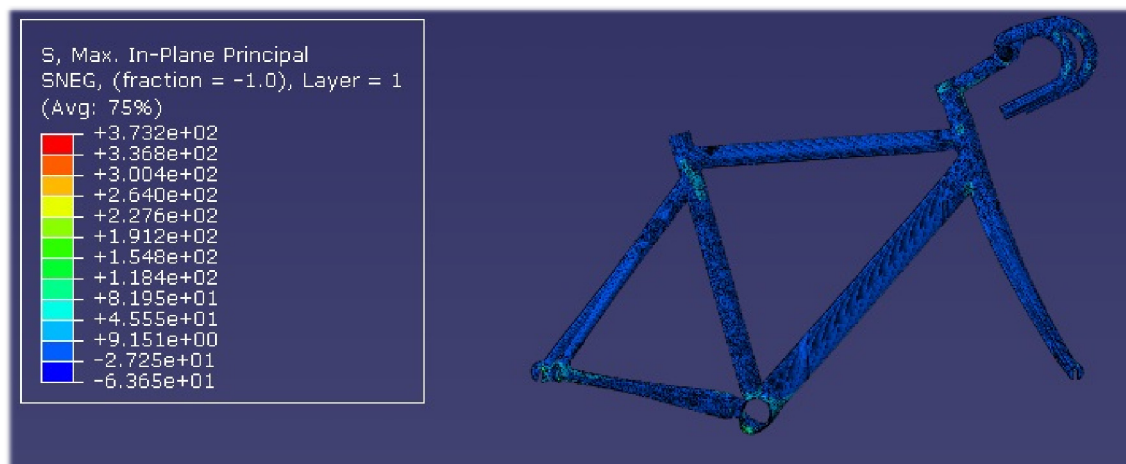 S, Max. In-Plane Principal
SNEG, (fraction = -1.0), Layer = 1
(Avg: 75%)
+3.732e+02
+3.368e+02
+3.004e+02
+2.640e+02
+2.276e+02
+1.912e+02
+1.548e+02
+1.184e+02
+8.195e+01
+4.555e+01
+9.151e+00
-2.725e+01
-6.365e+01